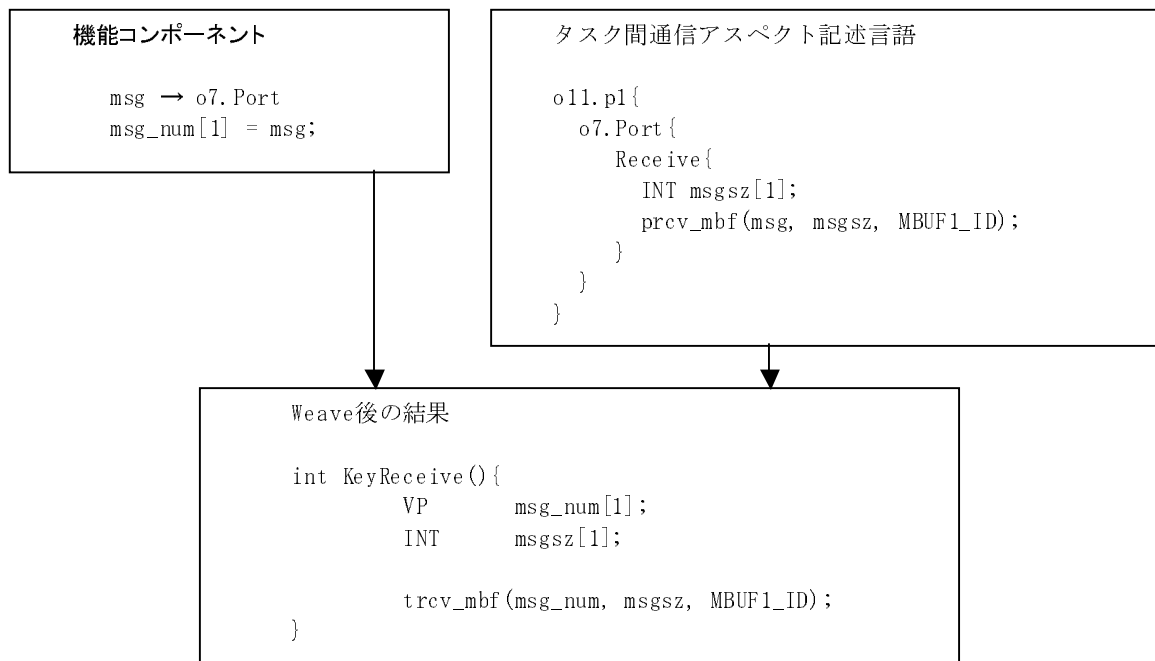 機能コンポーネント
msg → o7.Port
msg_num[1] = msg;
タスク間通信アスペクト記述言語
o11.p1{
o7.Port{
Receive{
INT msgsz[1];
prcv_mbf(msg, msgsz, MBUF1_ID);
}
}
}
Weave後の結果
int KeyReceive(){
VP msg_num[1];
INT msgsz[1];
trcv_mbf(msg_num, msgsz, MBUF1_ID);
}